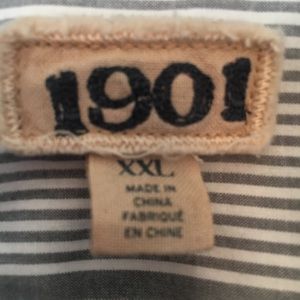 1901
XXL
MADE IN
CHINA
FABRIQUÉ
EN CHINE